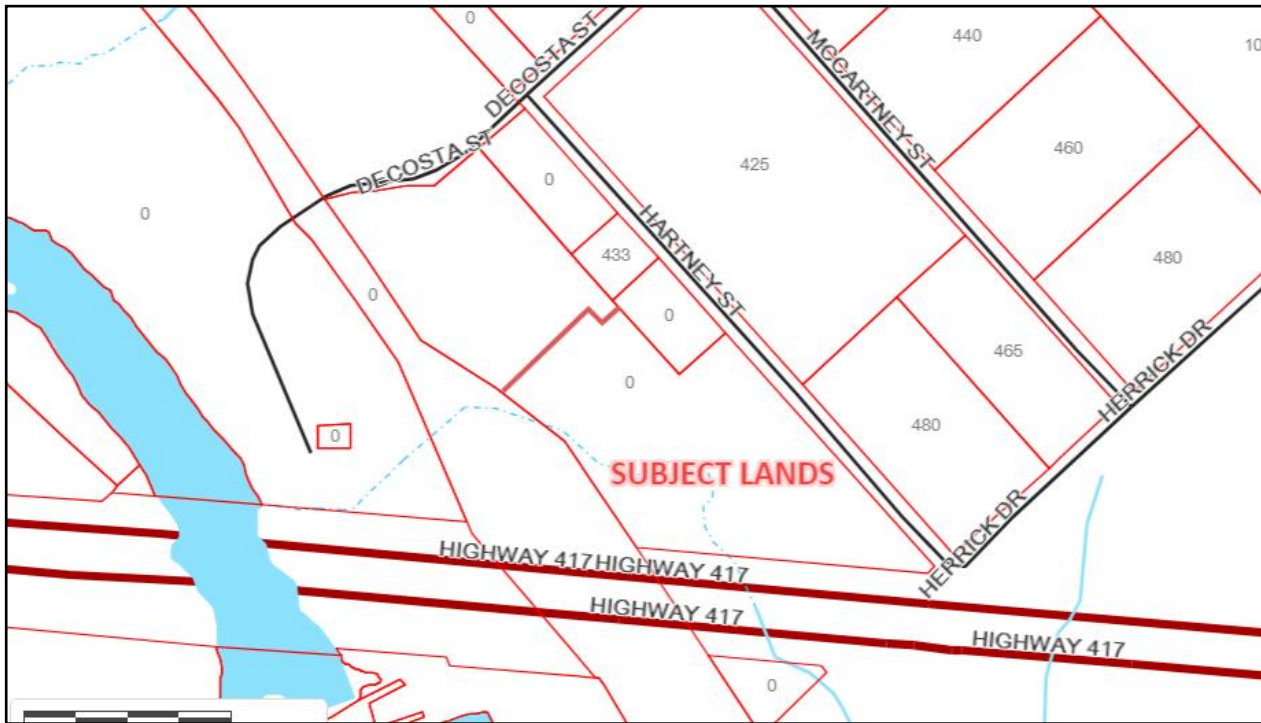 0
DECOSTA ST
440
10
MCCARTNEY ST
DECOSTA ST
425
460
0
0
HARTNEY ST
433
480
0
0
465
HERRICK DR
0
480
0
SUBJECT LANDS
HERRICK DR
HIGHWAY 417
HIGHWAY 417
HIGHWAY 417
HIGHWAY 417
0